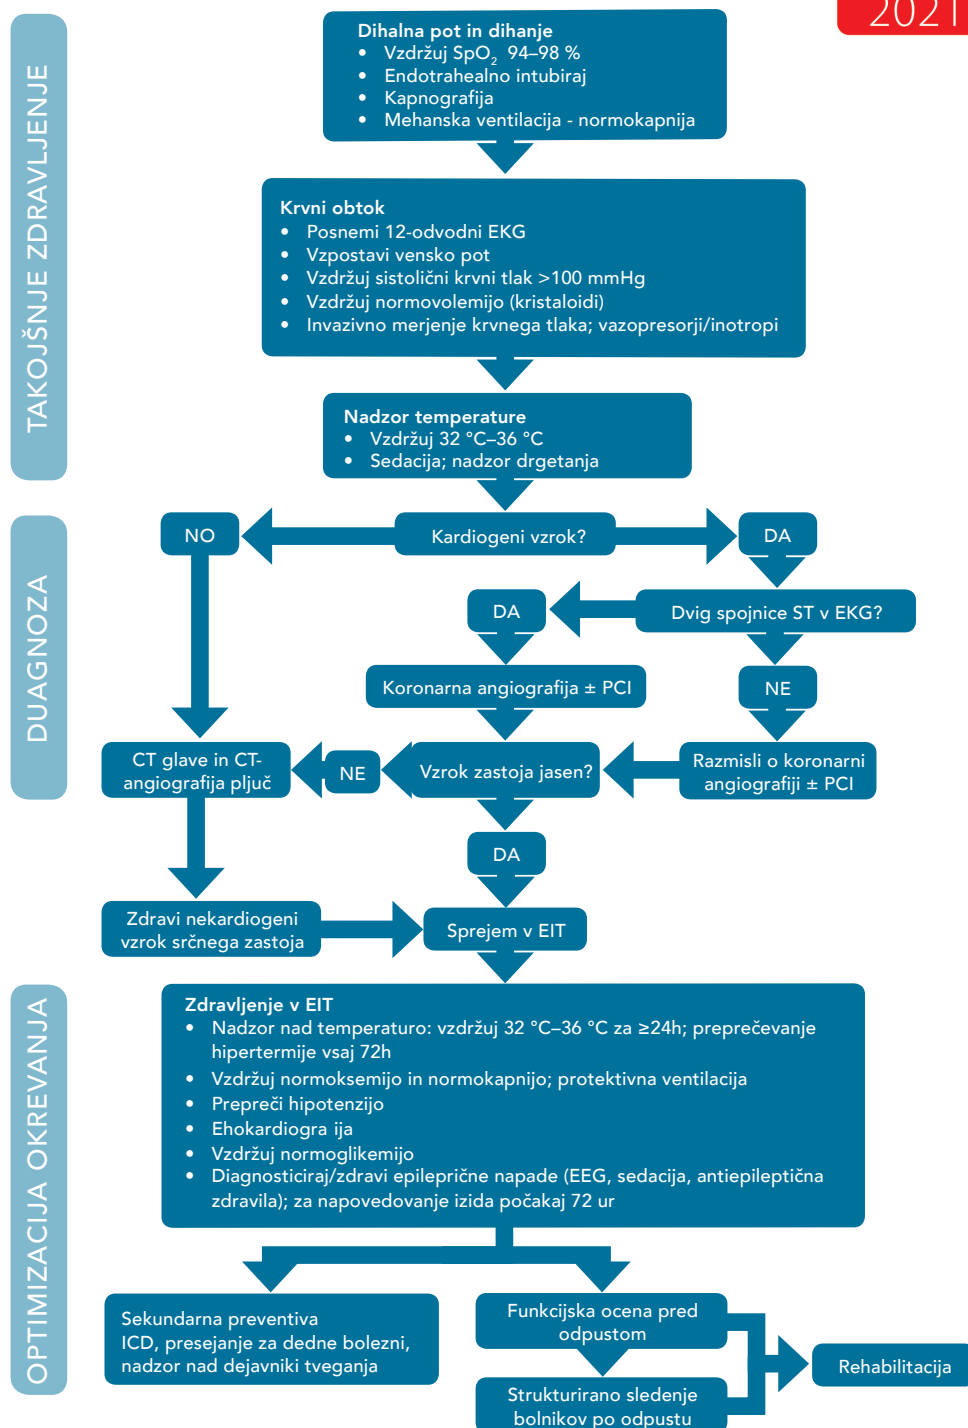 2021
TAKOJŠNJE ZDRAVLJENJE
Dihalna pot in dihanje
• Vzdržuj SpO2 94–98 %
• Endotrahealno intubiraj
• Kapnografija
• Mehanska ventilacija - normokapnija
Krvni obtok
• Posnemi 12-odvodni EKG
• Vzpostavi vensko pot
• Vzdržuj sistolični krvni tlak >100 mmHg
• Vzdržuj normovolemijo (kristaloidi)
• Invazivno merjenje krvnega tlaka; vazopresorji/inotropi
Nadzor temperature
• Vzdržuj 32 °C–36 °C
• Sedacija; nadzor drgetanja
DUAGNOZA
NO
Kardiogeni vzrok?
DA
DA
Dvig spojnice ST v EKG?
Koronarna angiografija ± PCI
NE
CT glave in CT-
angiografija pljuč
NE
Vzrok zastoja jasen?
Razmisli o koronarni
angiografiji ± PCI
DA
Zdravi nekardiogeni
vzrok srčnega zastoja
Sprejem v EIT
OPTIMIZACIJA OKREVANJA
Zdravljenje v EIT
• Nadzor nad temperaturo: vzdržuj 32 °C–36 °C za ≥24h; preprečevanje
hipertermije vsaj 72h
• Vzdržuj normoksemijo in normokapnijo; protektivna ventilacija
• Prepreči hipotenzijo
• Ehokardiogra ija
• Vzdržuj normoglikemijo
• Diagnosticiraj/zdravi epileprične napade (EEG, sedacija, antiepileptična
zdravila); za napovedovanje izida počakaj 72 ur
Sekundarna preventiva
ICD, presejanje za dedne bolezni,
nadzor nad dejavniki tveganja
Funkcijska ocena pred
odpustom
Strukturirano sledenje
bolnikov po odpustu
Rehabilitacija